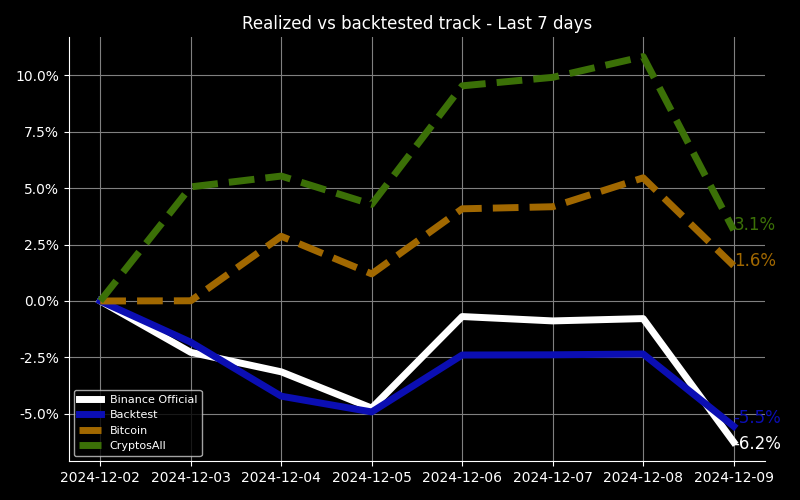 Realized vs backtested track - Last 7 days
10.0%
7.5%
5.0%
2.5%
0.0%
-2.5%
-5.0%
3.1%
1.6%
-5.5%
-6.2%
Binance Official
Backtest
Bitcoin
CryptosAll
2024-12-02 2024-12-03 2024-12-04 2024-12-05 2024-12-06 2024-12-07 2024-12-08 2024-12-09